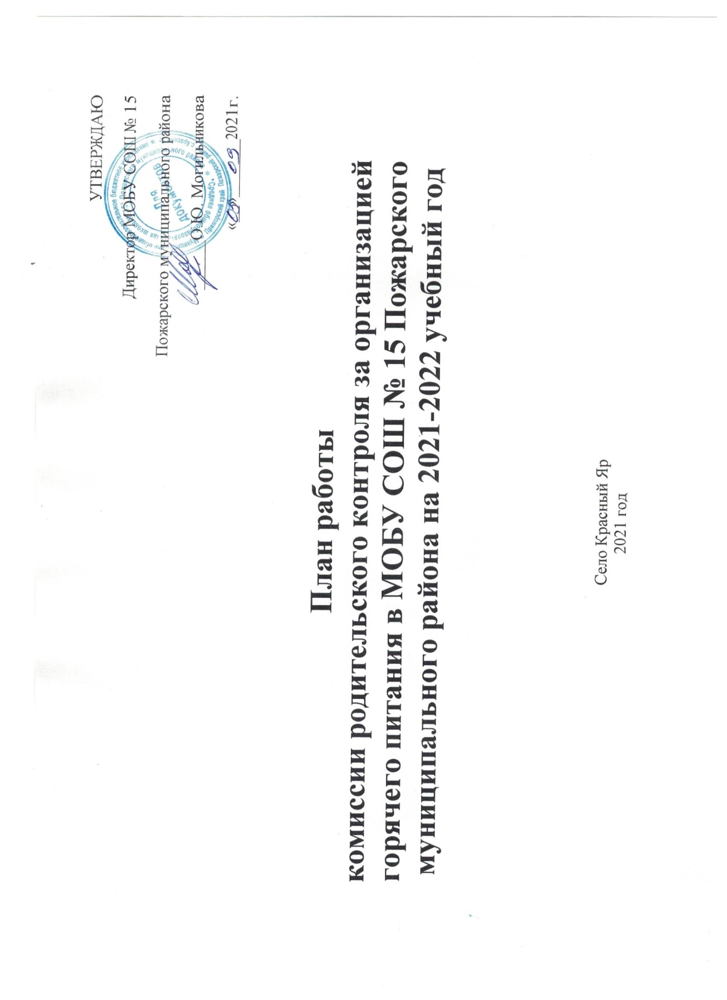 УТВЕРЖДАЮ
Директор МОБУ СОШ № 15
Пожарского муниципального района
О.Ю. Могильникова
«03» 09 2021г.
Для
документов
План работы
комиссии родительского контроля за организацией
горячего питания в МОБУ СОШ № 15 Пожарского
муниципального района на 2021-2022 учебный год
Село Красный Яр
2021 год